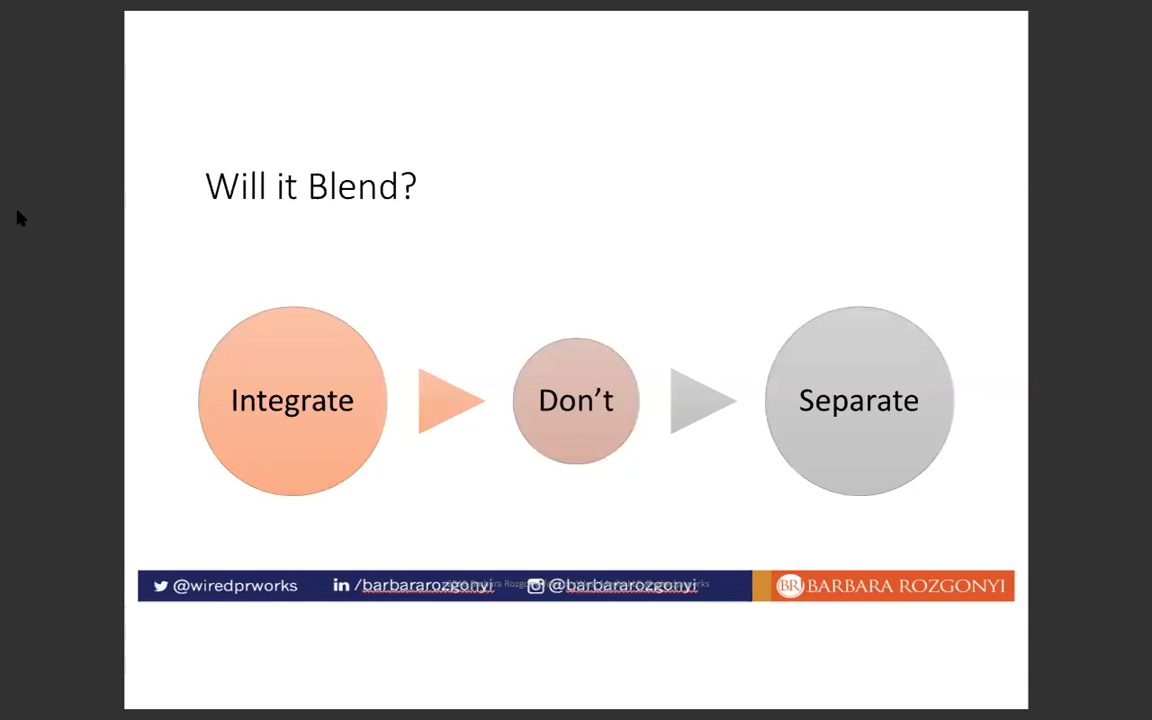 Will it Blend?
Integrate
Don't
Separate
@wiredprworks in /barbararozgonyi @barbararozgonyi BR BARBARA ROZGONYI